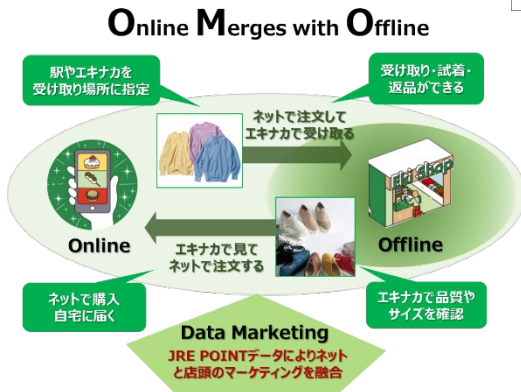 Online Merges with Offline
駅やエキナカを
受け取り場所に指定
受け取り・試着・
返品ができる
ネットで注文して
エキナカで受け取る
Eki Shop
Online
Offline
エキナカで見て
ネットで注文する
ネットで購入
自宅に届く
エキナカで品質や
サイズを確認
Data Marketing
JRE POINTデータによりネット
と店頭のマーケティングを融合